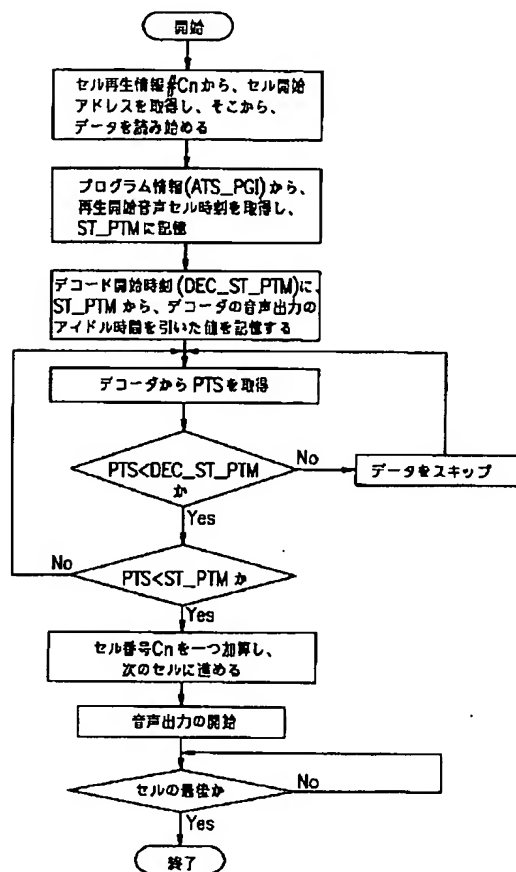 開始
セル再生情報#Cnから、セル開始
アドレスを取得し、そこから、
データを読み始める
プログラム情報(ATS_PGI)から、
再生開始音声セル時刻を取得し、
ST_PTMに記憶
デコード開始時刻(DEC_ST_PTM)に、
ST_PTMから、デコーダの音声出力の
アイドル時間を引いた値を記憶する
デコーダからPTSを取得
PTS<DEC_ST_PTM
か
No
データをスキップ
Yes
No
PTS<ST_PTMか
Yes
セル番号Cnを一つ加算し、
次のセルに進める
音声出力の開始
セルの最後か
No
Yes
終了